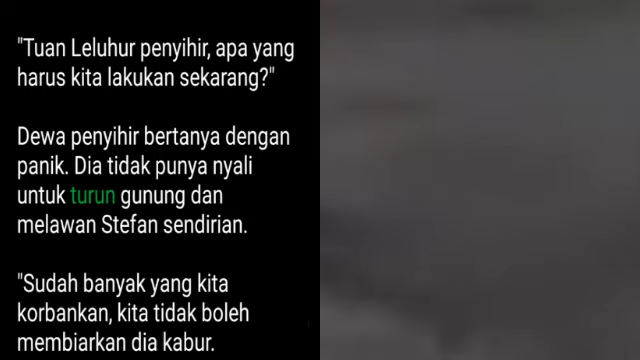 "Tuan Leluhur penyihir, apa yang
harus kita lakukan sekarang?"
Dewa penyihir bertanya dengan
panik. Dia tidak punya nyali
untuk turun gunung dan
melawan Stefan sendirian.
"Sudah banyak yang kita
korbankan, kita tidak boleh
membiarkan dia kabur.